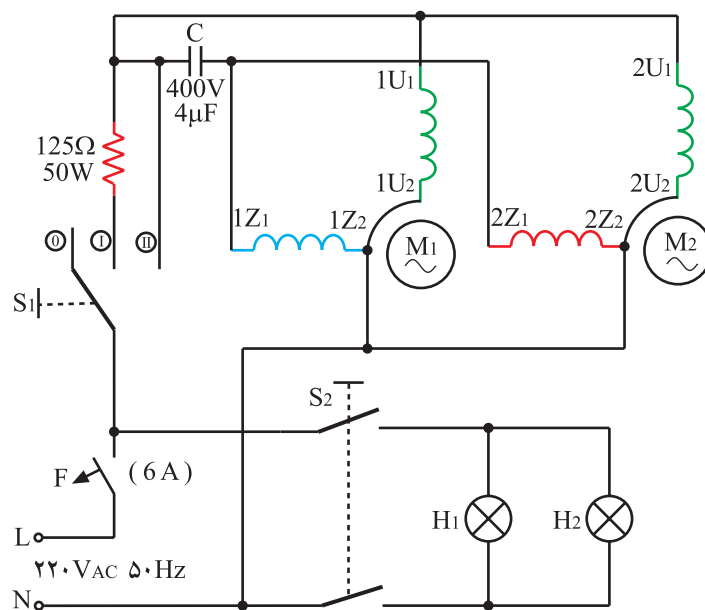 C
400V
4µF
1U1
2U1
125Ω
50W
1U2
2U2
1Z1
1Z2
2Z1
2Z2
0
I
II
M1
M2
S1
S2
F
(6A)
H1
H2
L
۲۲۰VAC ۵۰Hz
N